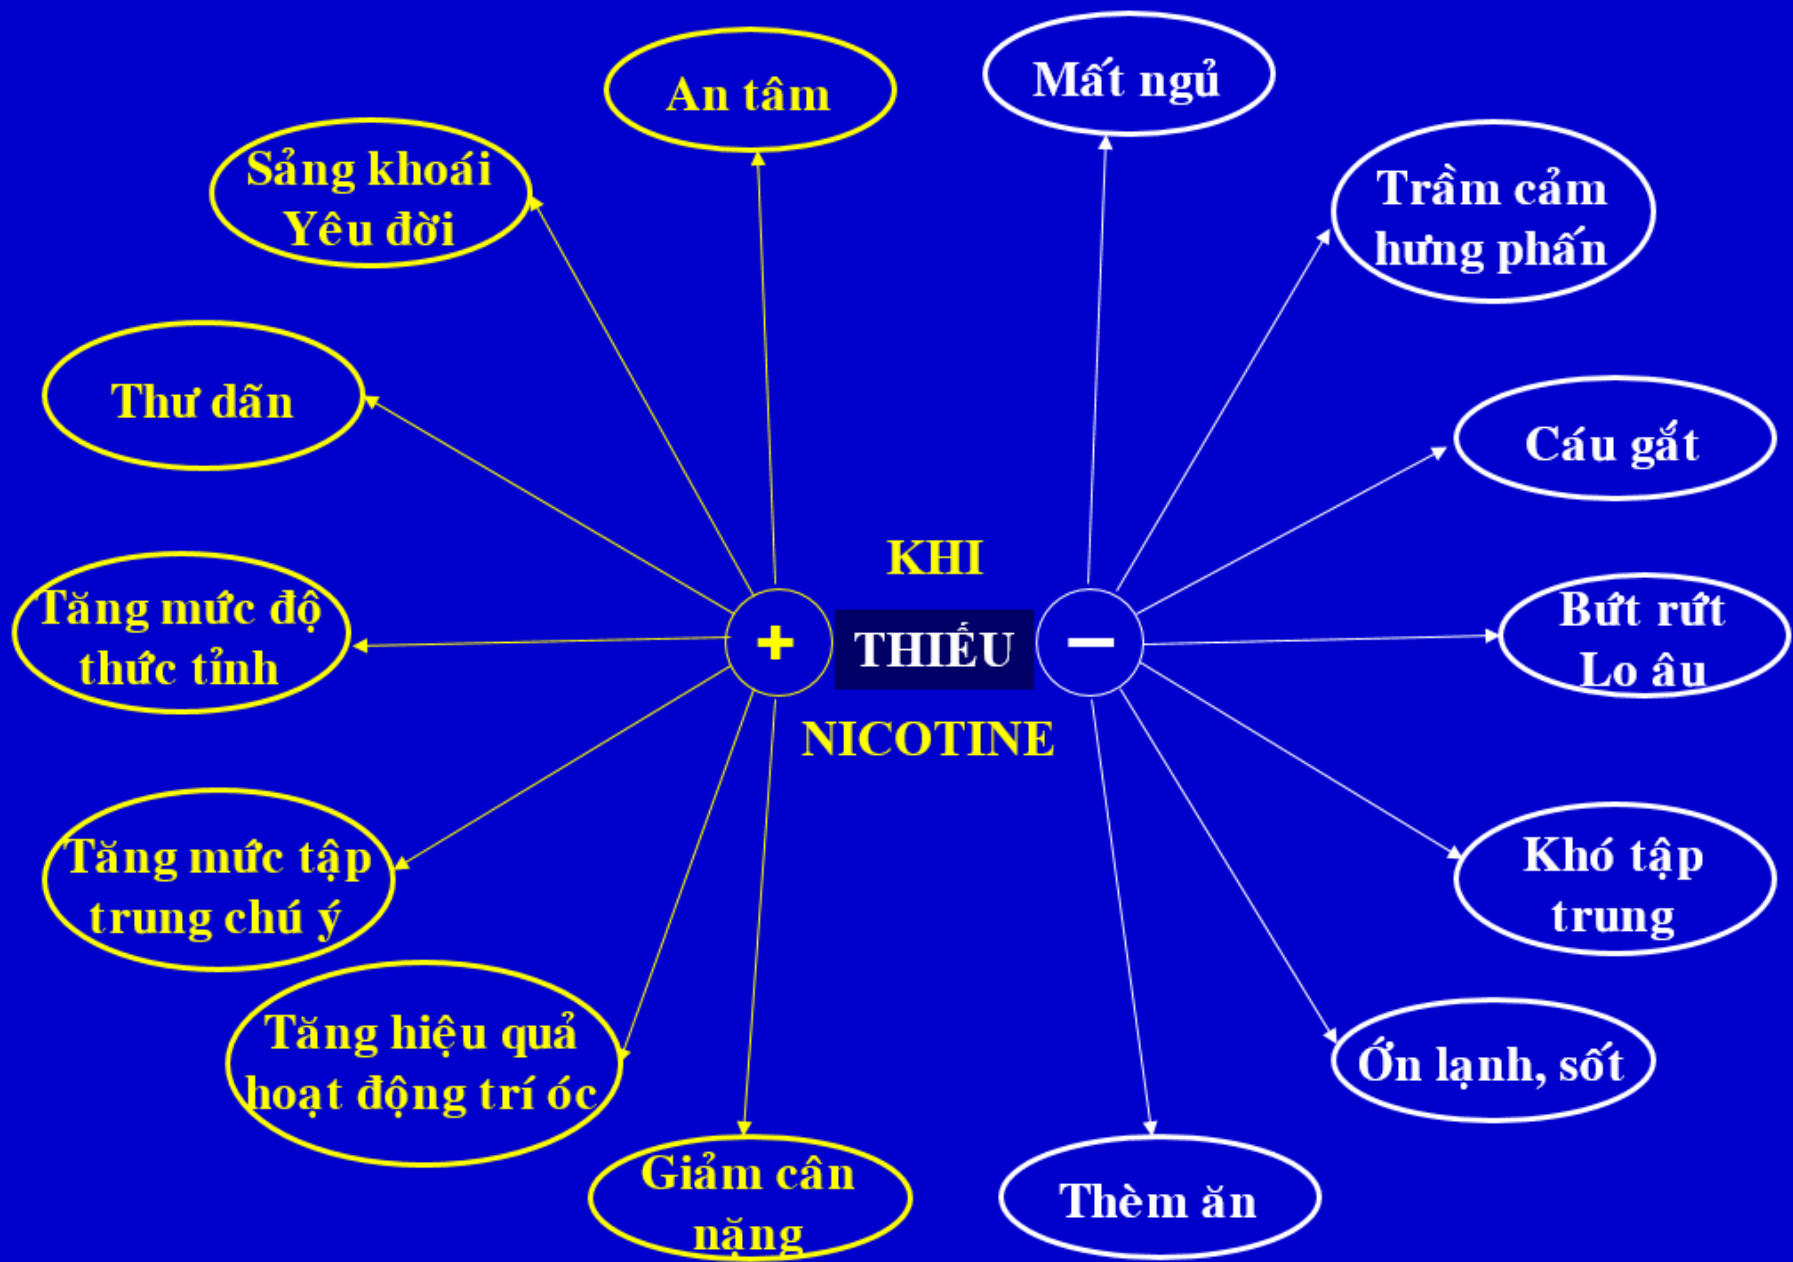 An tâm
Mất ngủ
Sảng khoái
Yêu đời
Trầm cảm
hưng phấn
Thư dãn
Cáu gắt
KHI
Tăng mức độ
thức tỉnh
+
THIẾU
−
Bứt rứt
Lo âu
NICOTINE
Tăng mức tập
trung chú ý
Khó tập
trung
Tăng hiệu quả
hoạt động trí óc
Ớn lạnh, sốt
Giảm cân
nặng
Thèm ăn